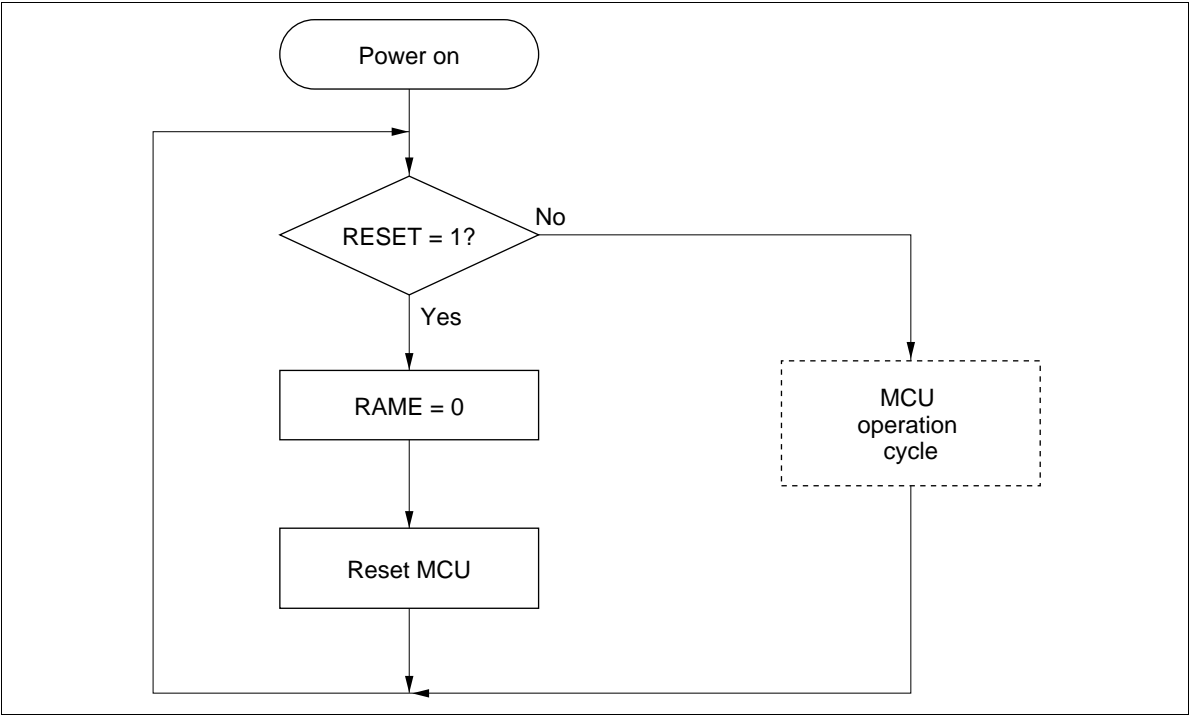 Power on
RESET = 1?
No
Yes
RAME = 0
MCU
operation
cycle
Reset MCU